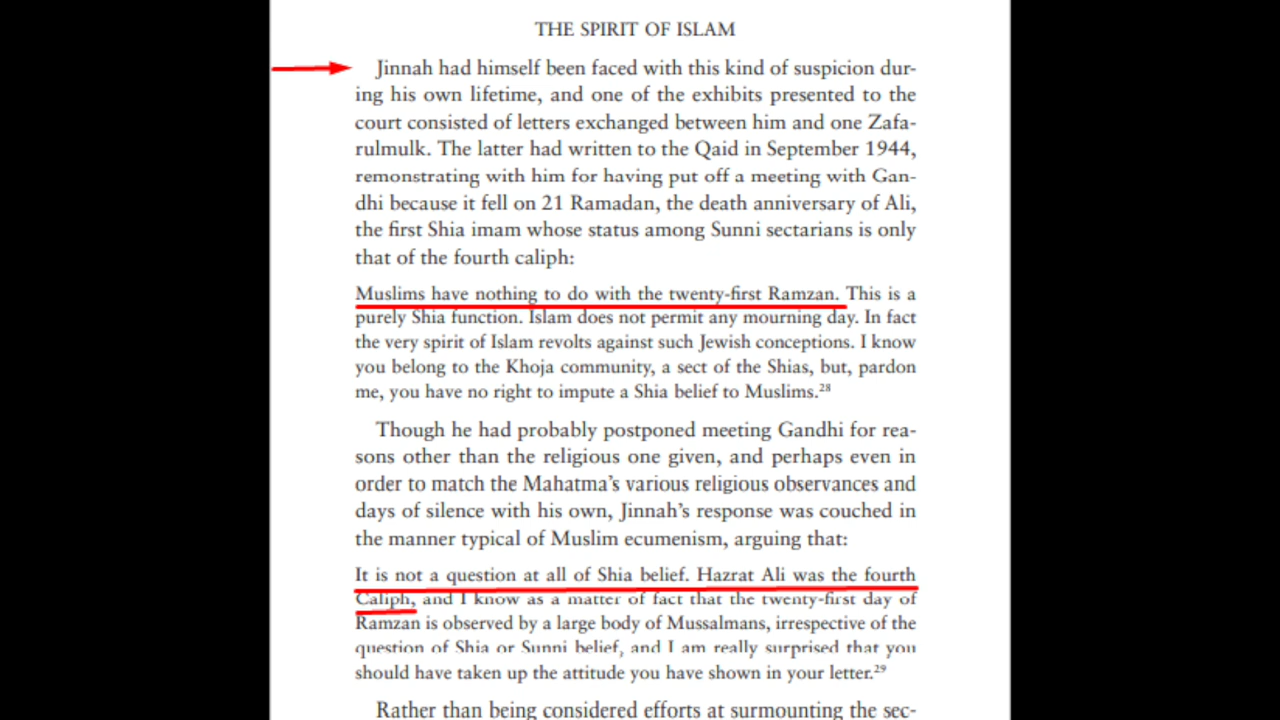 THE SPIRIT OF ISLAM
Jinnah had himself been faced with this kind of suspicion dur-
ing his own lifetime, and one of the exhibits presented to the
court consisted of letters exchanged between him and one Zafa-
rulmulk. The latter had written to the Qaid in September 1944,
remonstrating with him for having put off a meeting with Gan-
dhi because it fell on 21 Ramadan, the death anniversary of Ali,
the first Shia imam whose status among Sunni sectarians is only
that of the fourth caliph:
Muslims have nothing to do with the twenty-first Ramzan. This is a
purely Shia function. Islam does not permit any mourning day. In fact
the very spirit of Islam revolts against such Jewish conceptions. I know
you belong to the Khoja community, a sect of the Shias, but, pardon
me, you have no right to impute a Shia belief to Muslims.28
Though he had probably postponed meeting Gandhi for rea-
sons other than the religious one given, and perhaps even in
order to match the Mahatma's various religious observances and
days of silence with his own, Jinnah's response was couched in
the manner typical of Muslim ecumenism, arguing that:
It is not a question at all of Shia belief. Hazrat Ali was the fourth
Caliph, and I know as a matter of fact that the twenty-first day of
Ramzan is observed by a large body of Mussalmans, irrespective of the
question of Shia or Sunni belief, and I am really surprised that you
should have taken up the attitude you have shown in your letter.29
Rather than being considered efforts at surmounting the sec-